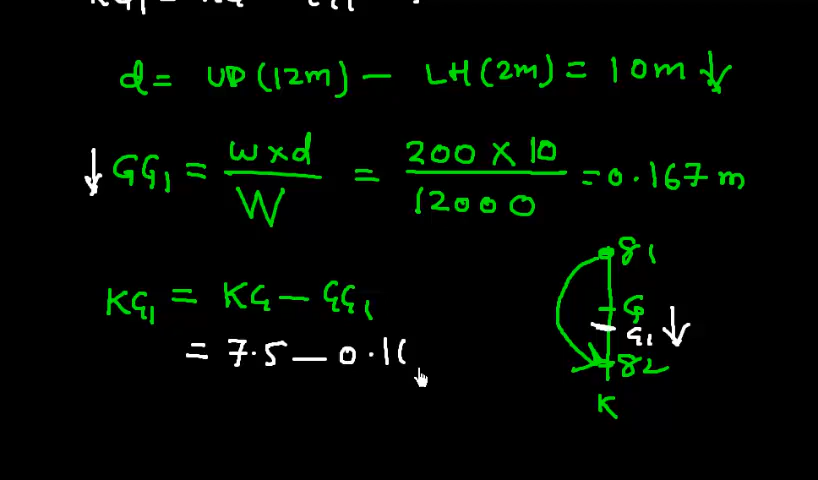 d = UD (12m) - LH (2m) = 10m ↓
↓ GG₁ = w x d / W = 200 X 10 / 12000 = 0.167 m
KG₁ = KG - GG₁
= 7.5 - 0.1
g1
G
G₁ ↓
g2
K